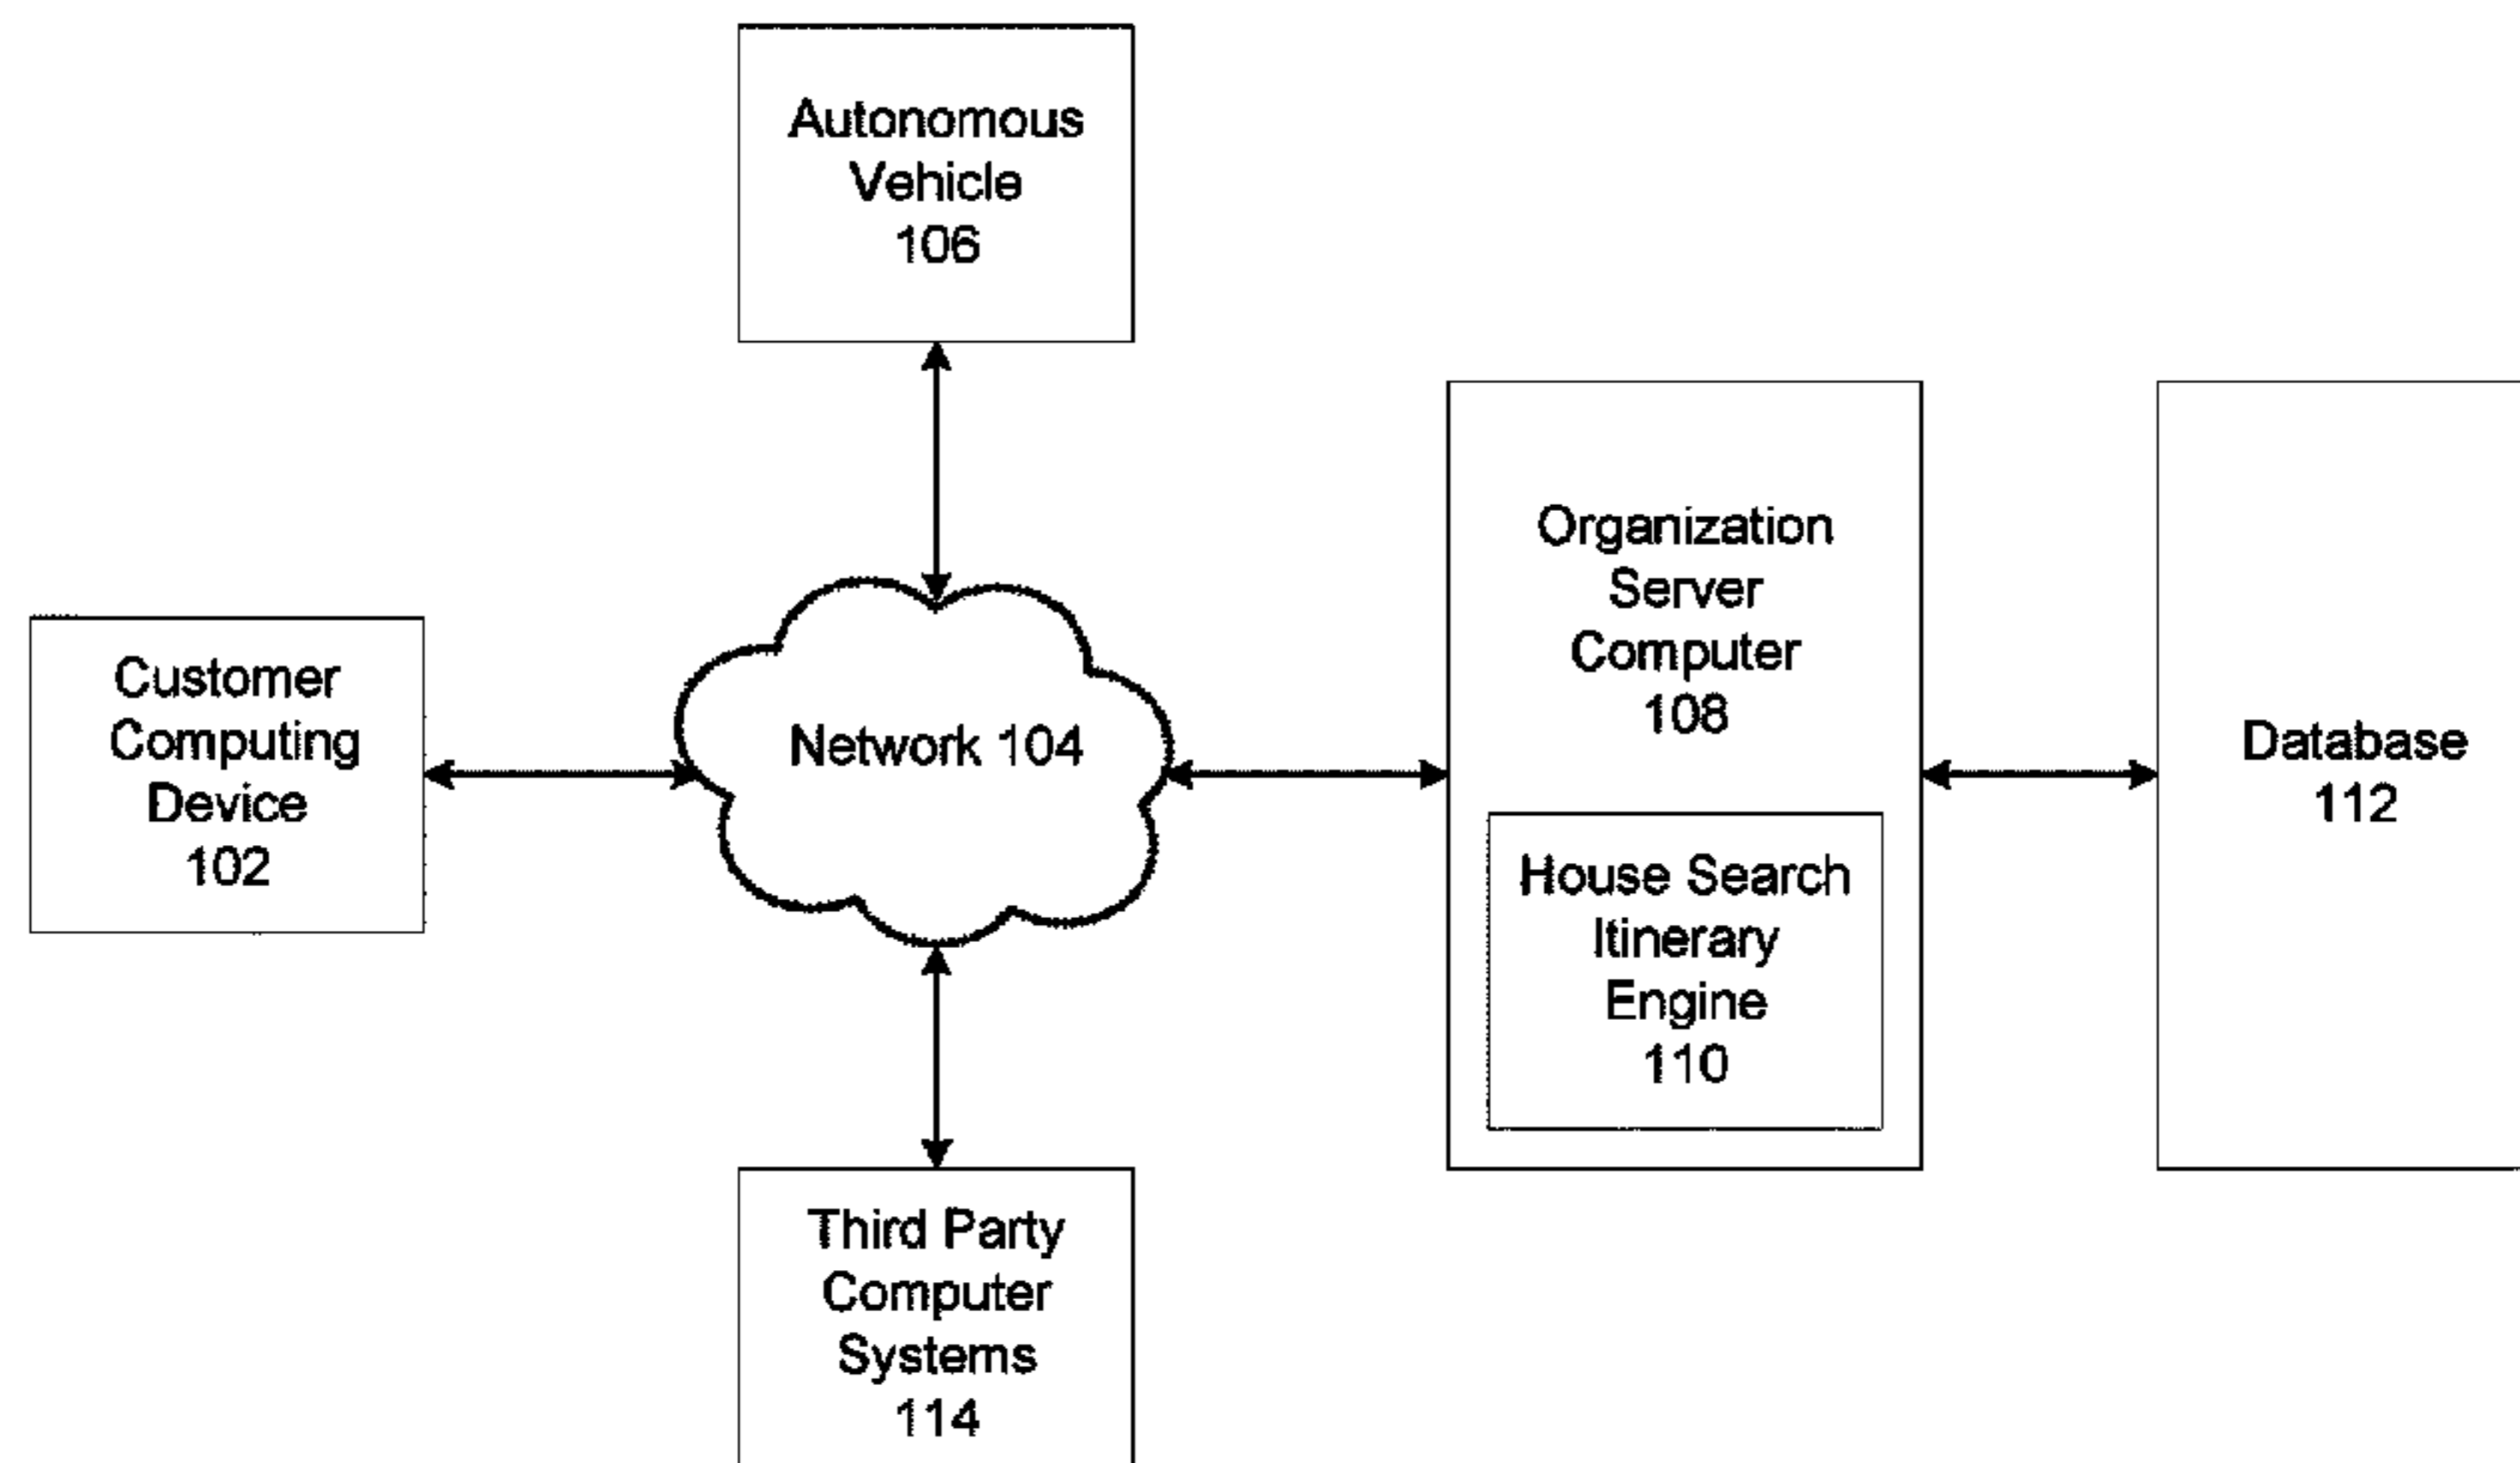 Autonomous
Vehicle
106
Customer
Computing
Device
102
Network 104
Organization
Server
Computer
108
House Search
Itinerary
Engine
110
Database
112
Third Party
Computer
Systems
114